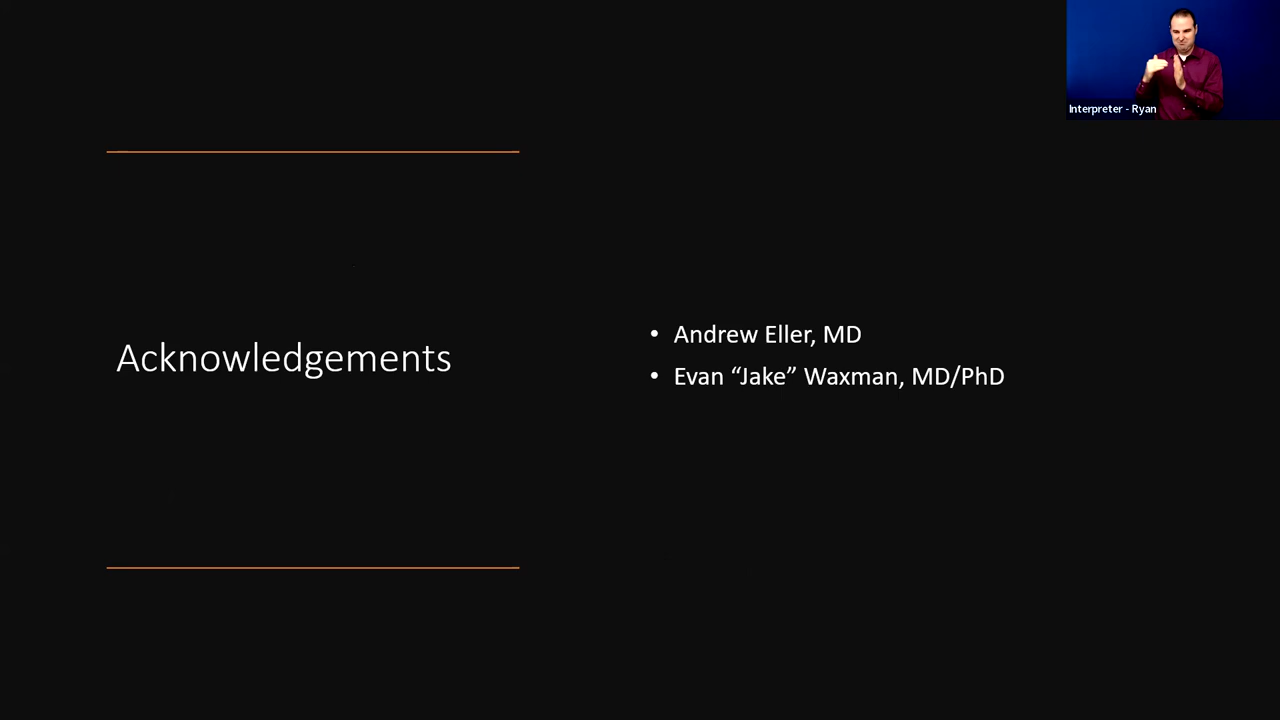 Interpreter - Ryan
Acknowledgements
• Andrew Eller, MD
• Evan “Jake” Waxman, MD/PhD